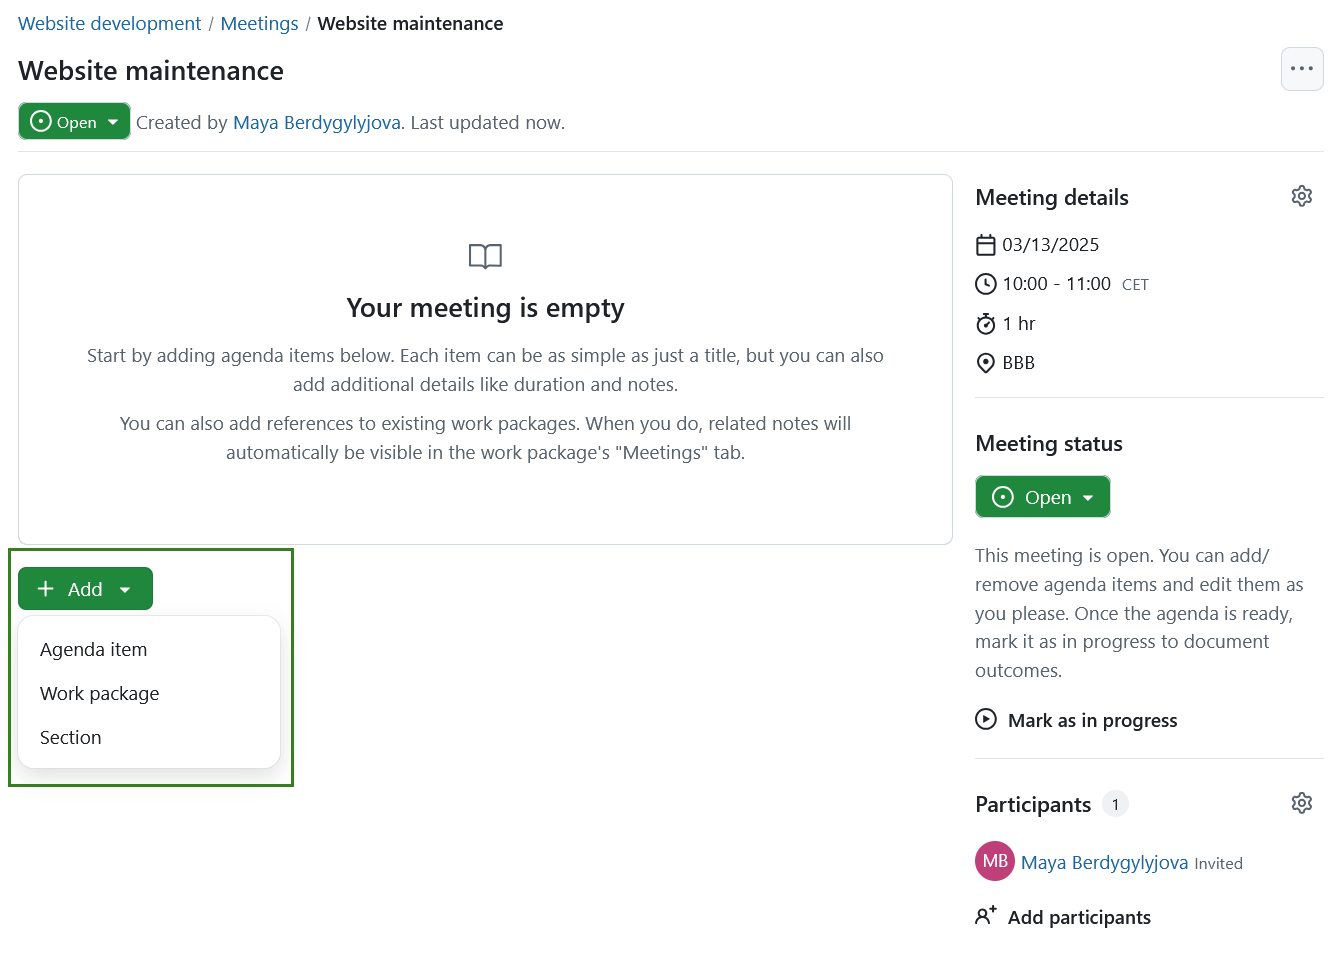 Website development / Meetings / Website maintenance
Website maintenance
Open Created by Maya Berdygylyjova. Last updated now.
Your meeting is empty
Start by adding agenda items below. Each item can be as simple as just a title, but you can also
add additional details like duration and notes.
You can also add references to existing work packages. When you do, related notes will
automatically be visible in the work package's "Meetings" tab.
Add
Agenda item
Work package
Section
Meeting details
03/13/2025
10:00 - 11:00 CET
1 hr
BBB
Meeting status
Open
This meeting is open. You can add/
remove agenda items and edit them as
you please. Once the agenda is ready,
mark it as in progress to document
outcomes.
Mark as in progress
Participants 1
MB Maya Berdygylyjova Invited
Add participants